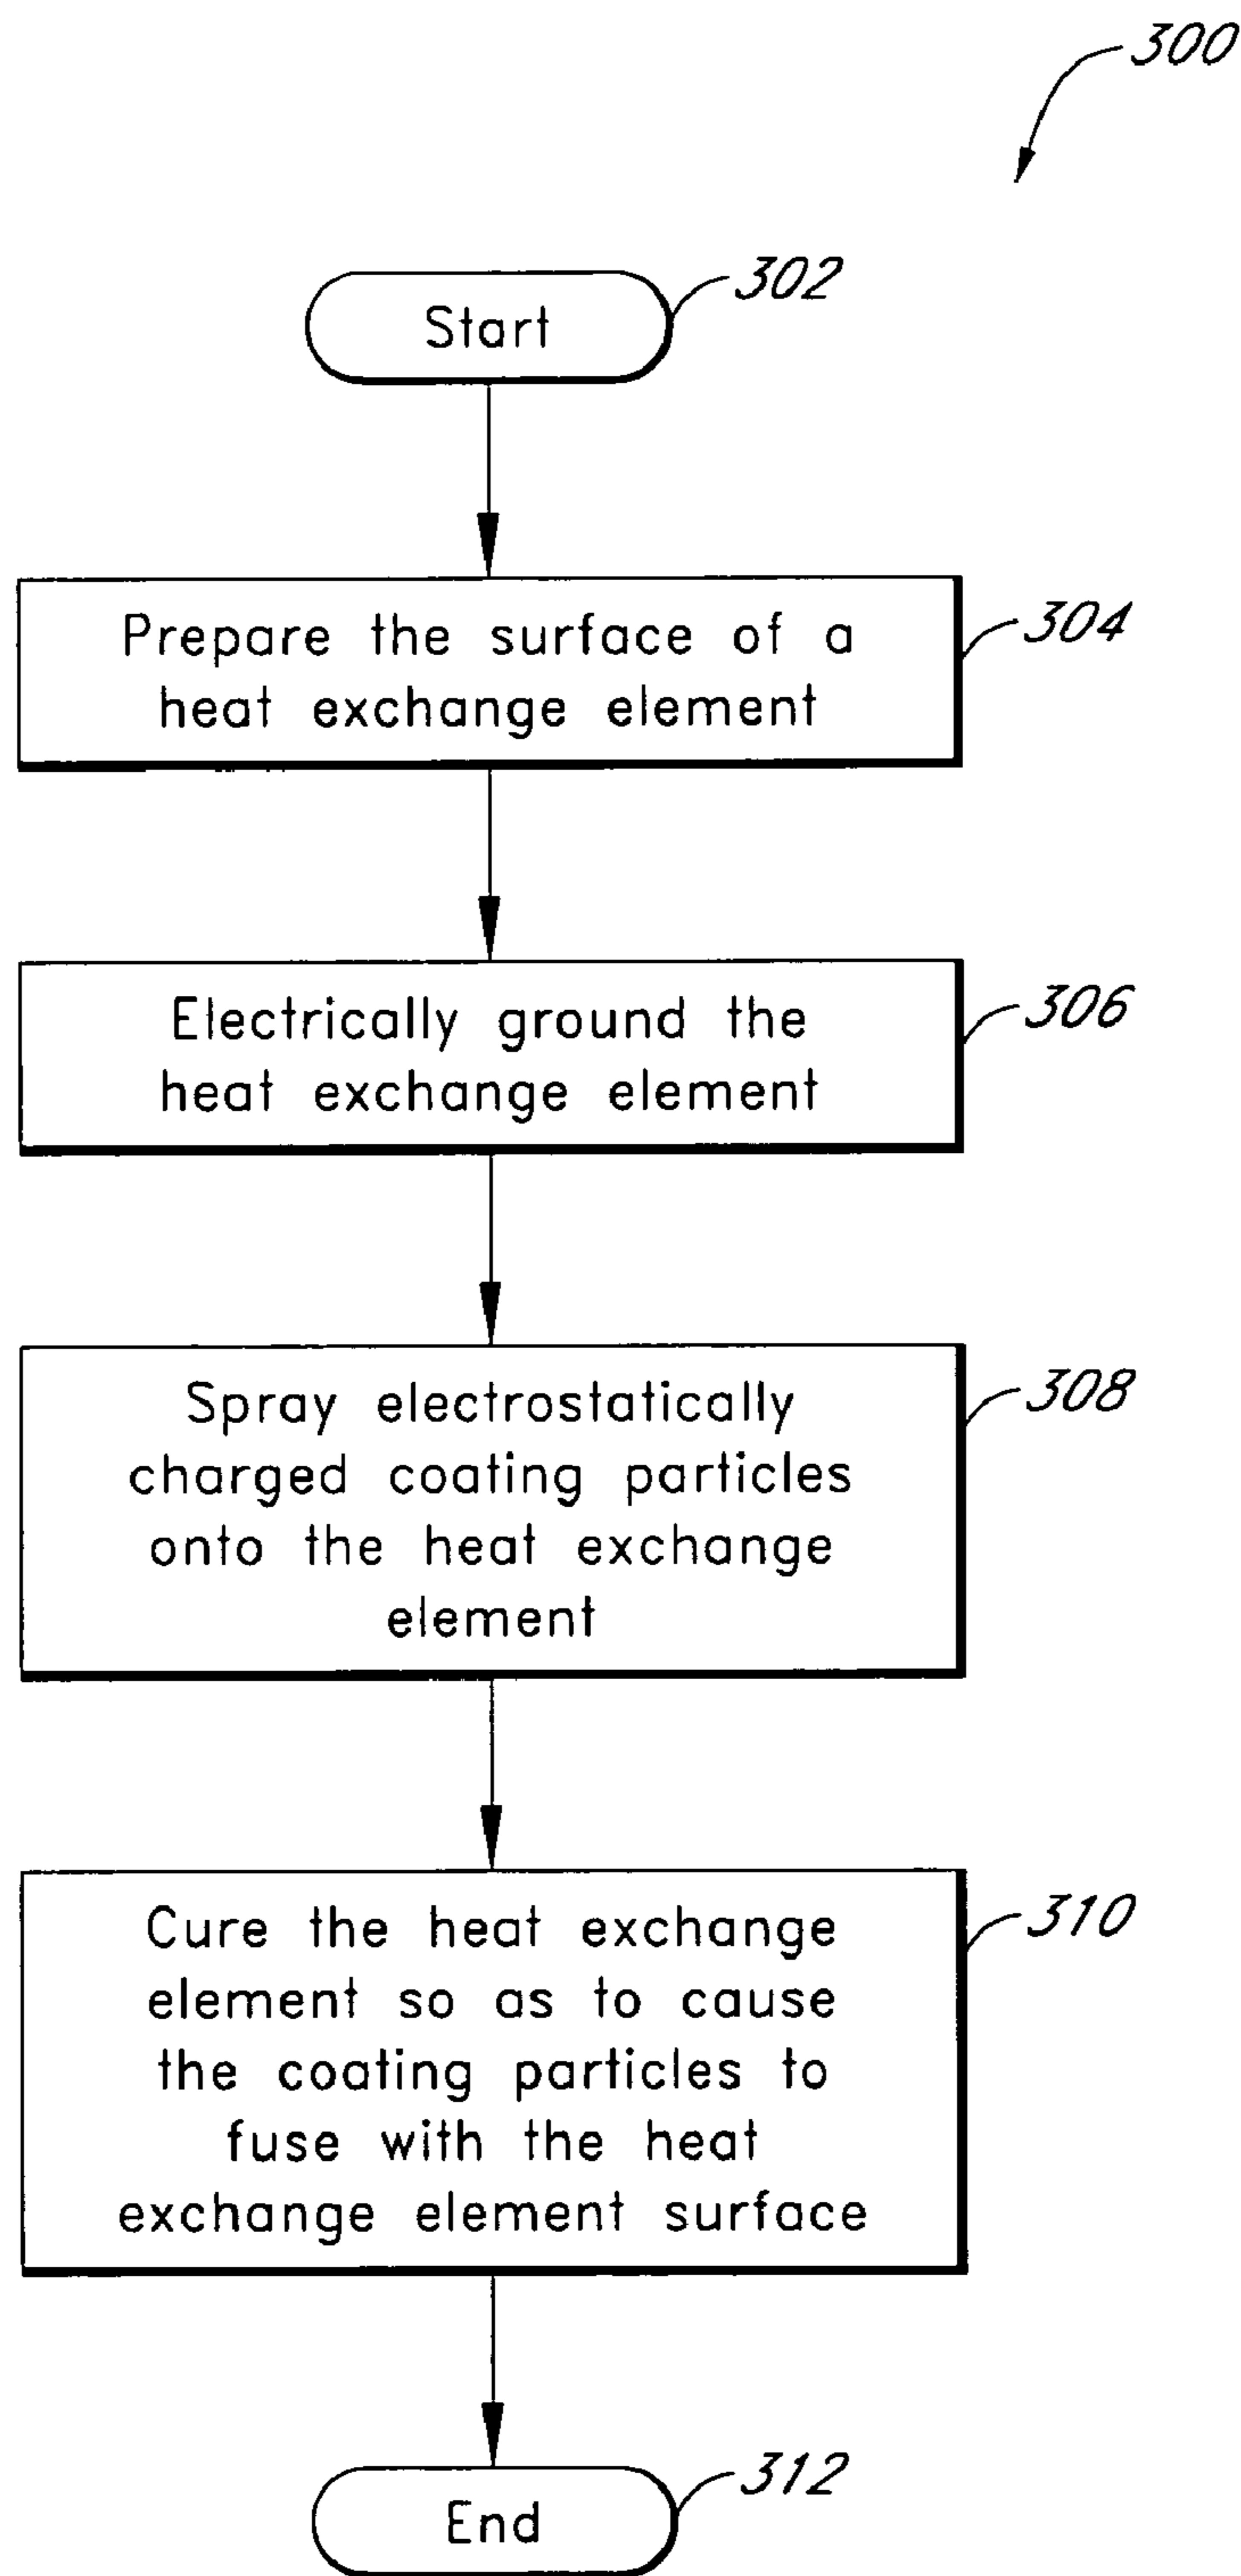 300
Start
302
Prepare the surface of a
heat exchange element
304
Electrically ground the
heat exchange element
306
Spray electrostatically
charged coating particles
onto the heat exchange
element
308
Cure the heat exchange
element so as to cause
the coating particles to
fuse with the heat
exchange element surface
310
End
312